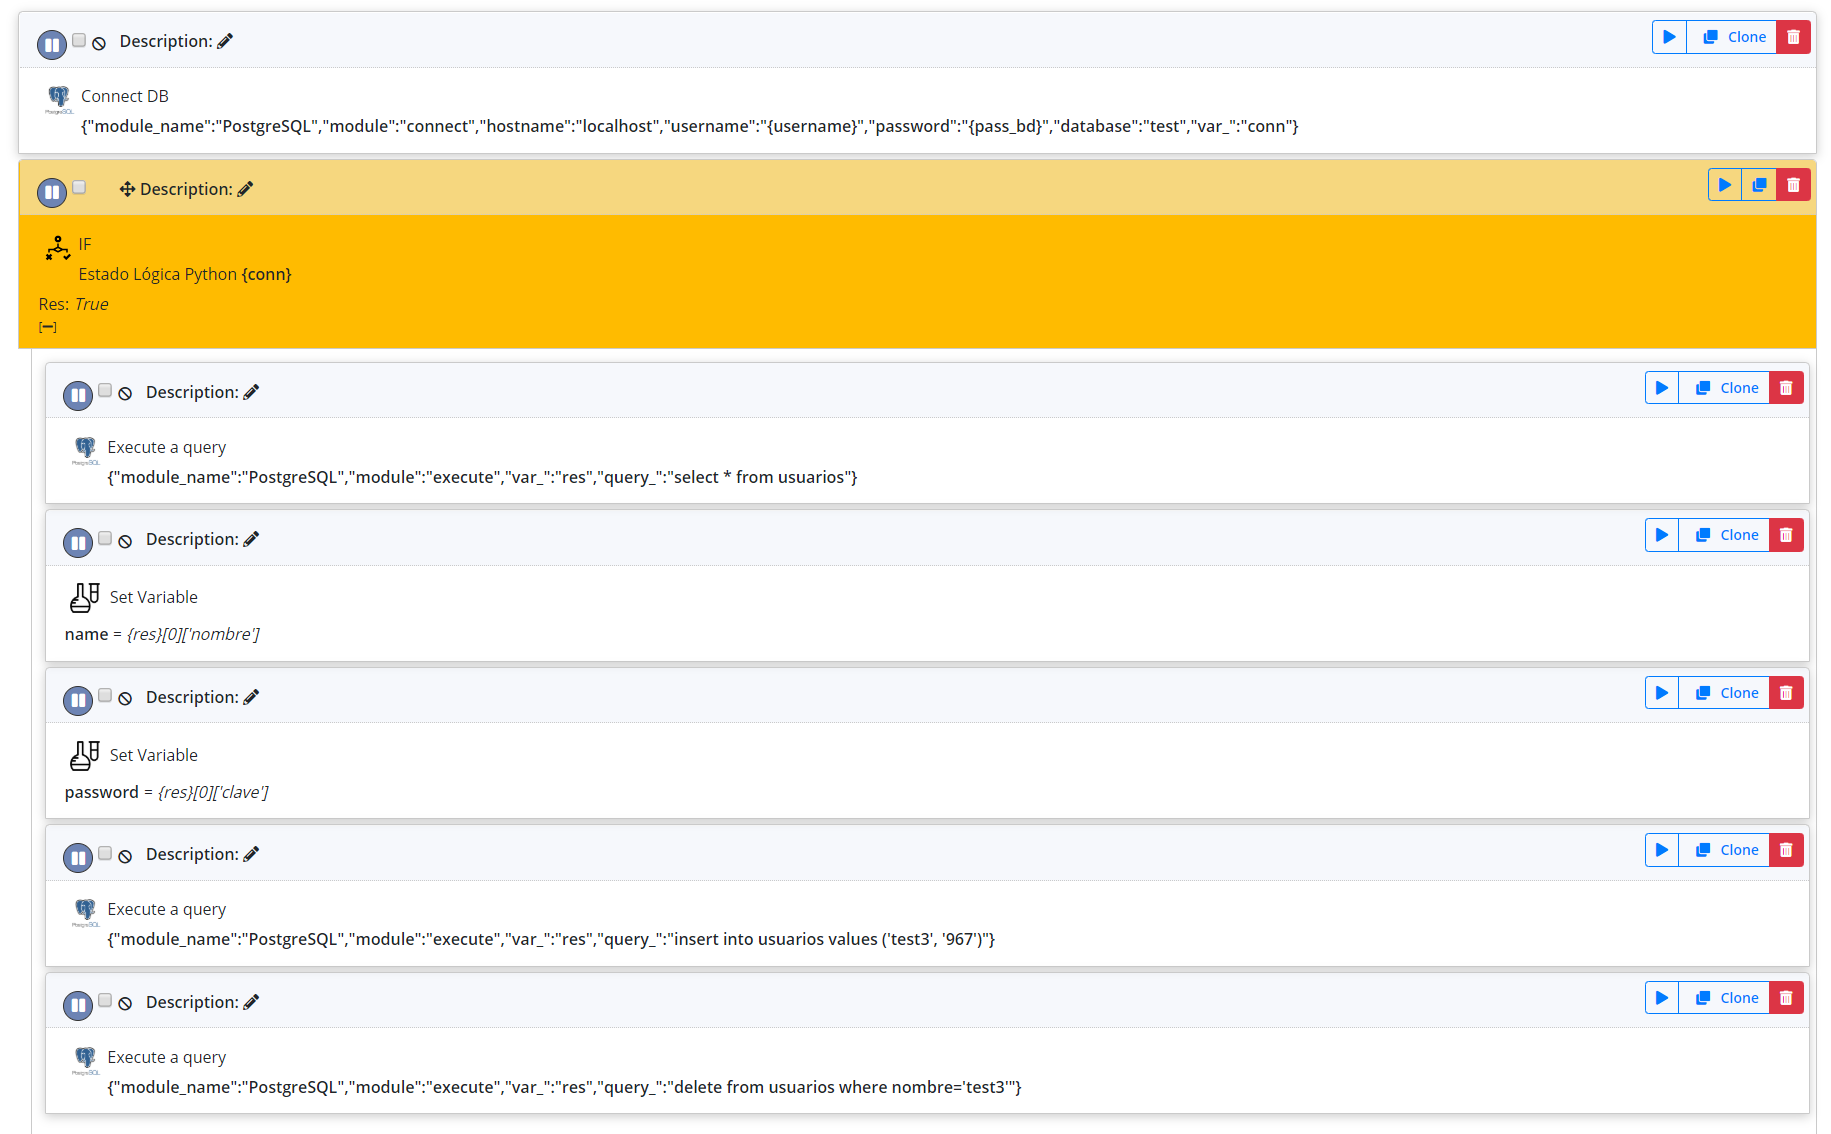 Description:
Clone
PostgreSQL
Connect DB
{"module_name":"PostgreSQL","module":"connect","hostname":"localhost","username":"{username}","password":"{pass_bd}","database":"test","var_":"conn"}
Description:
IF
Estado Lógica Python {conn}
Res: True
[−]
Description:
Clone
PostgreSQL
Execute a query
{"module_name":"PostgreSQL","module":"execute","var_":"res","query_":"select * from usuarios"}
Description:
Clone
Set Variable
name = {res}[0]['nombre']
Description:
Clone
Set Variable
password = {res}[0]['clave']
Description:
Clone
PostgreSQL
Execute a query
{"module_name":"PostgreSQL","module":"execute","var_":"res","query_":"insert into usuarios values ('test3', '967')"}
Description:
Clone
PostgreSQL
Execute a query
{"module_name":"PostgreSQL","module":"execute","var_":"res","query_":"delete from usuarios where nombre='test3'"}